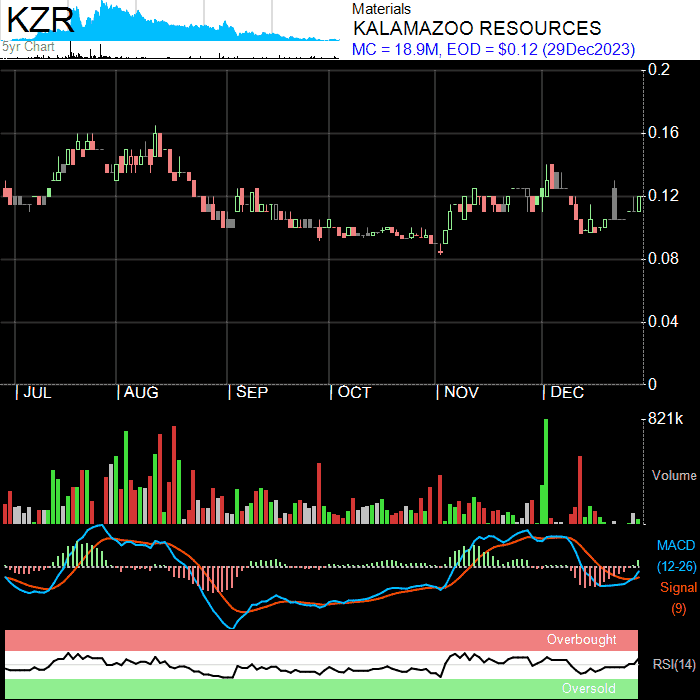 KZR
5yr Chart
Materials
KALAMAZOO RESOURCES
MC = 18.9M, EOD = $0.12 (29Dec2023)
0.2
0.16
0.12
0.08
0.04
0
JUL AUG SEP OCT NOV DEC
821k
Volume
MACD
(12-26)
Signal
(9)
Overbought
RSI(14)
Oversold